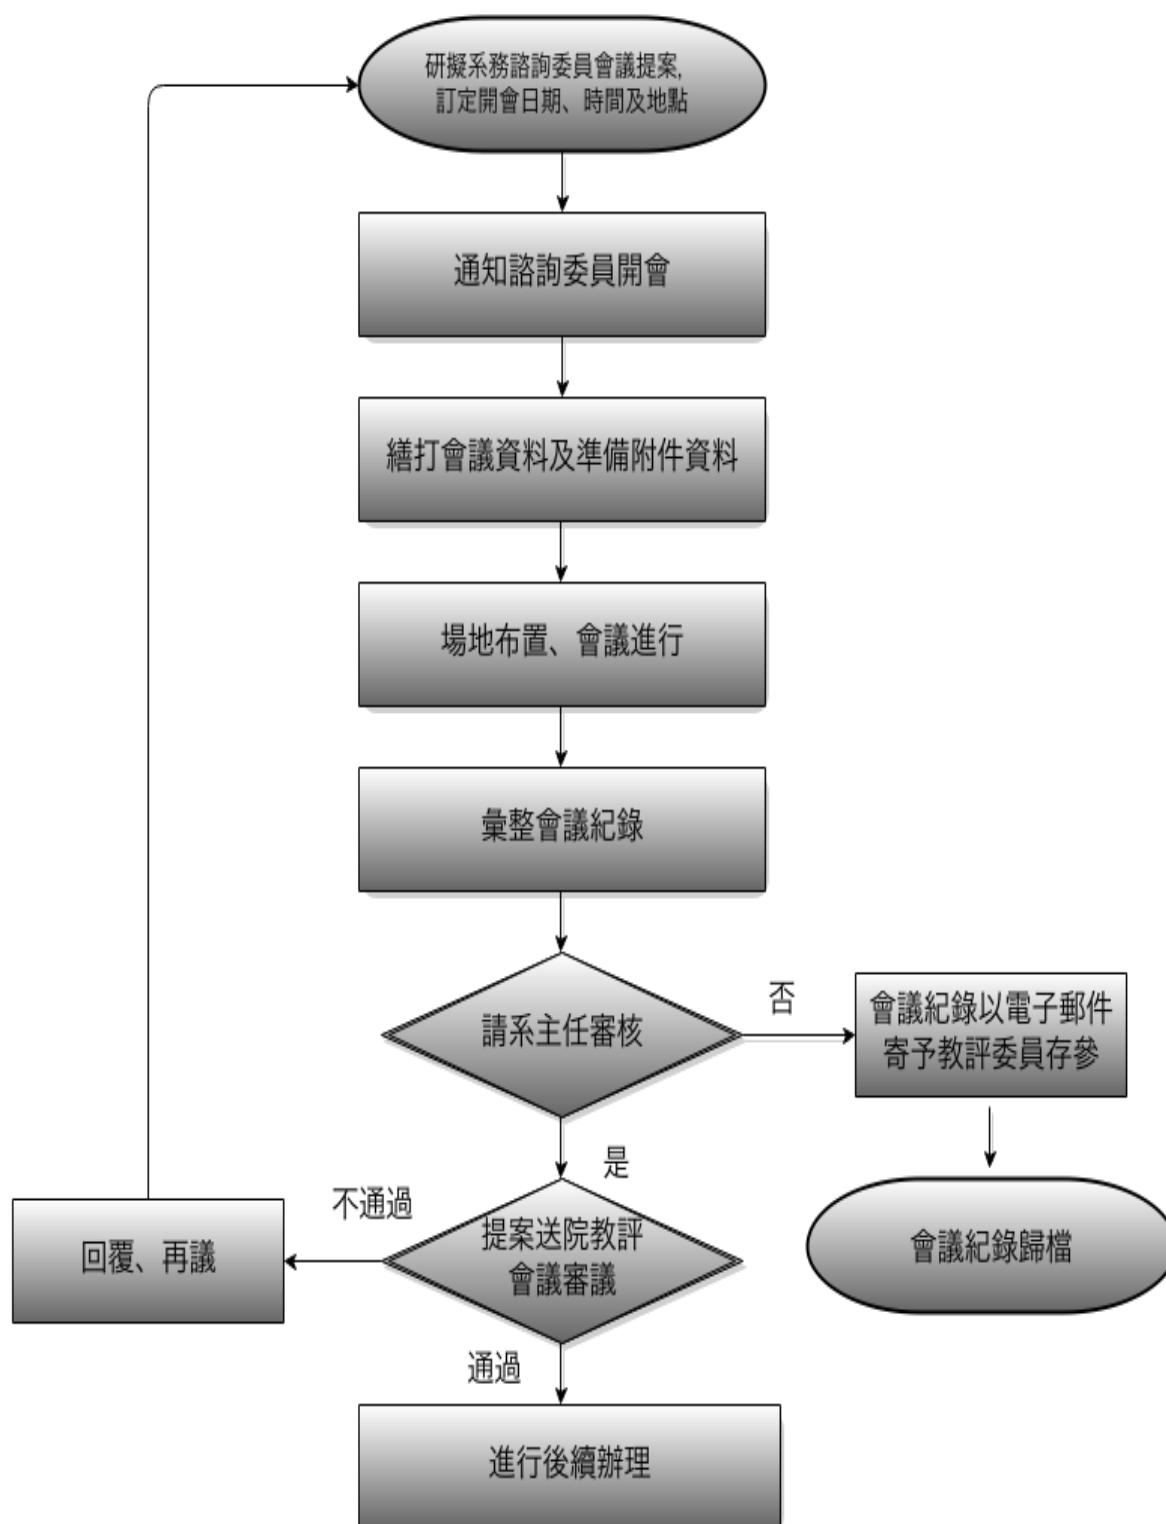 研擬系務諮詢委員會議提案,
訂定開會日期、時間及地點
通知諮詢委員開會
繕打會議資料及準備附件資料
場地布置、會議進行
彙整會議紀錄
請系主任審核
否
會議紀錄以電子郵件
寄予教評委員存參
是
不通過
提案送院教評
會議審議
回覆、再議
會議紀錄歸檔
通過
進行後續辦理